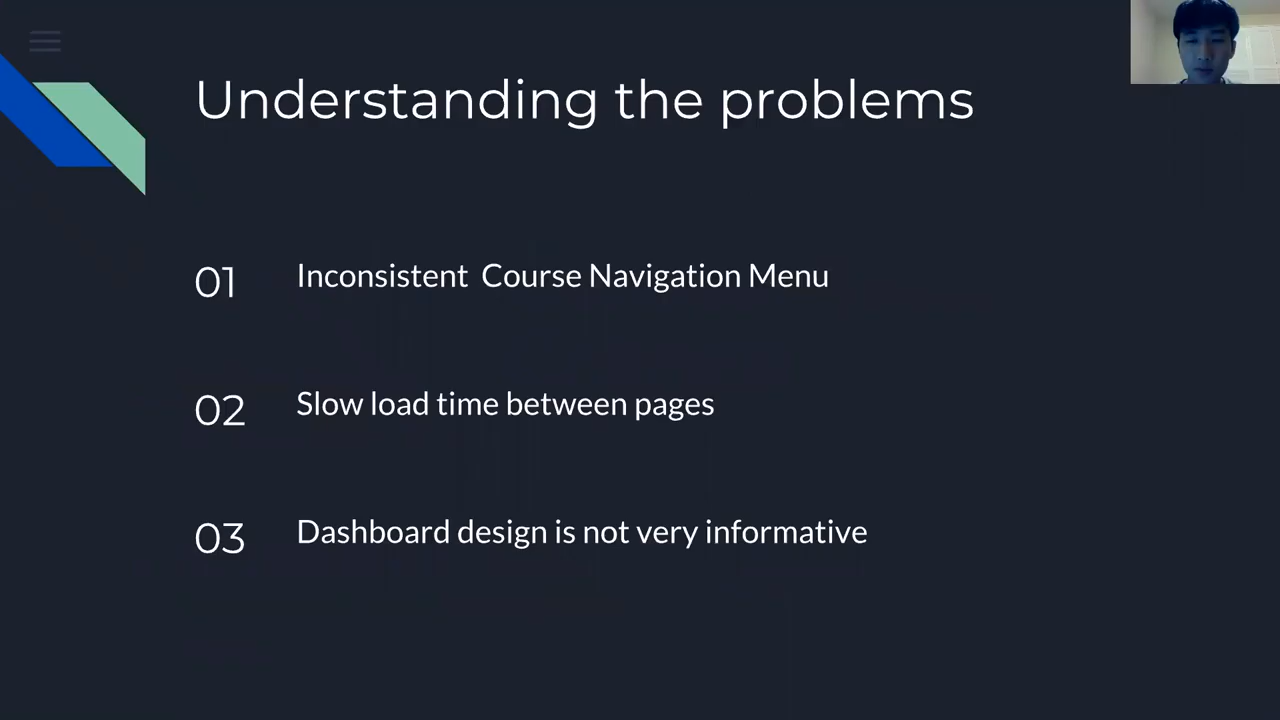 Understanding the problems
01 Inconsistent  Course Navigation Menu
02 Slow load time between pages
03 Dashboard design is not very informative